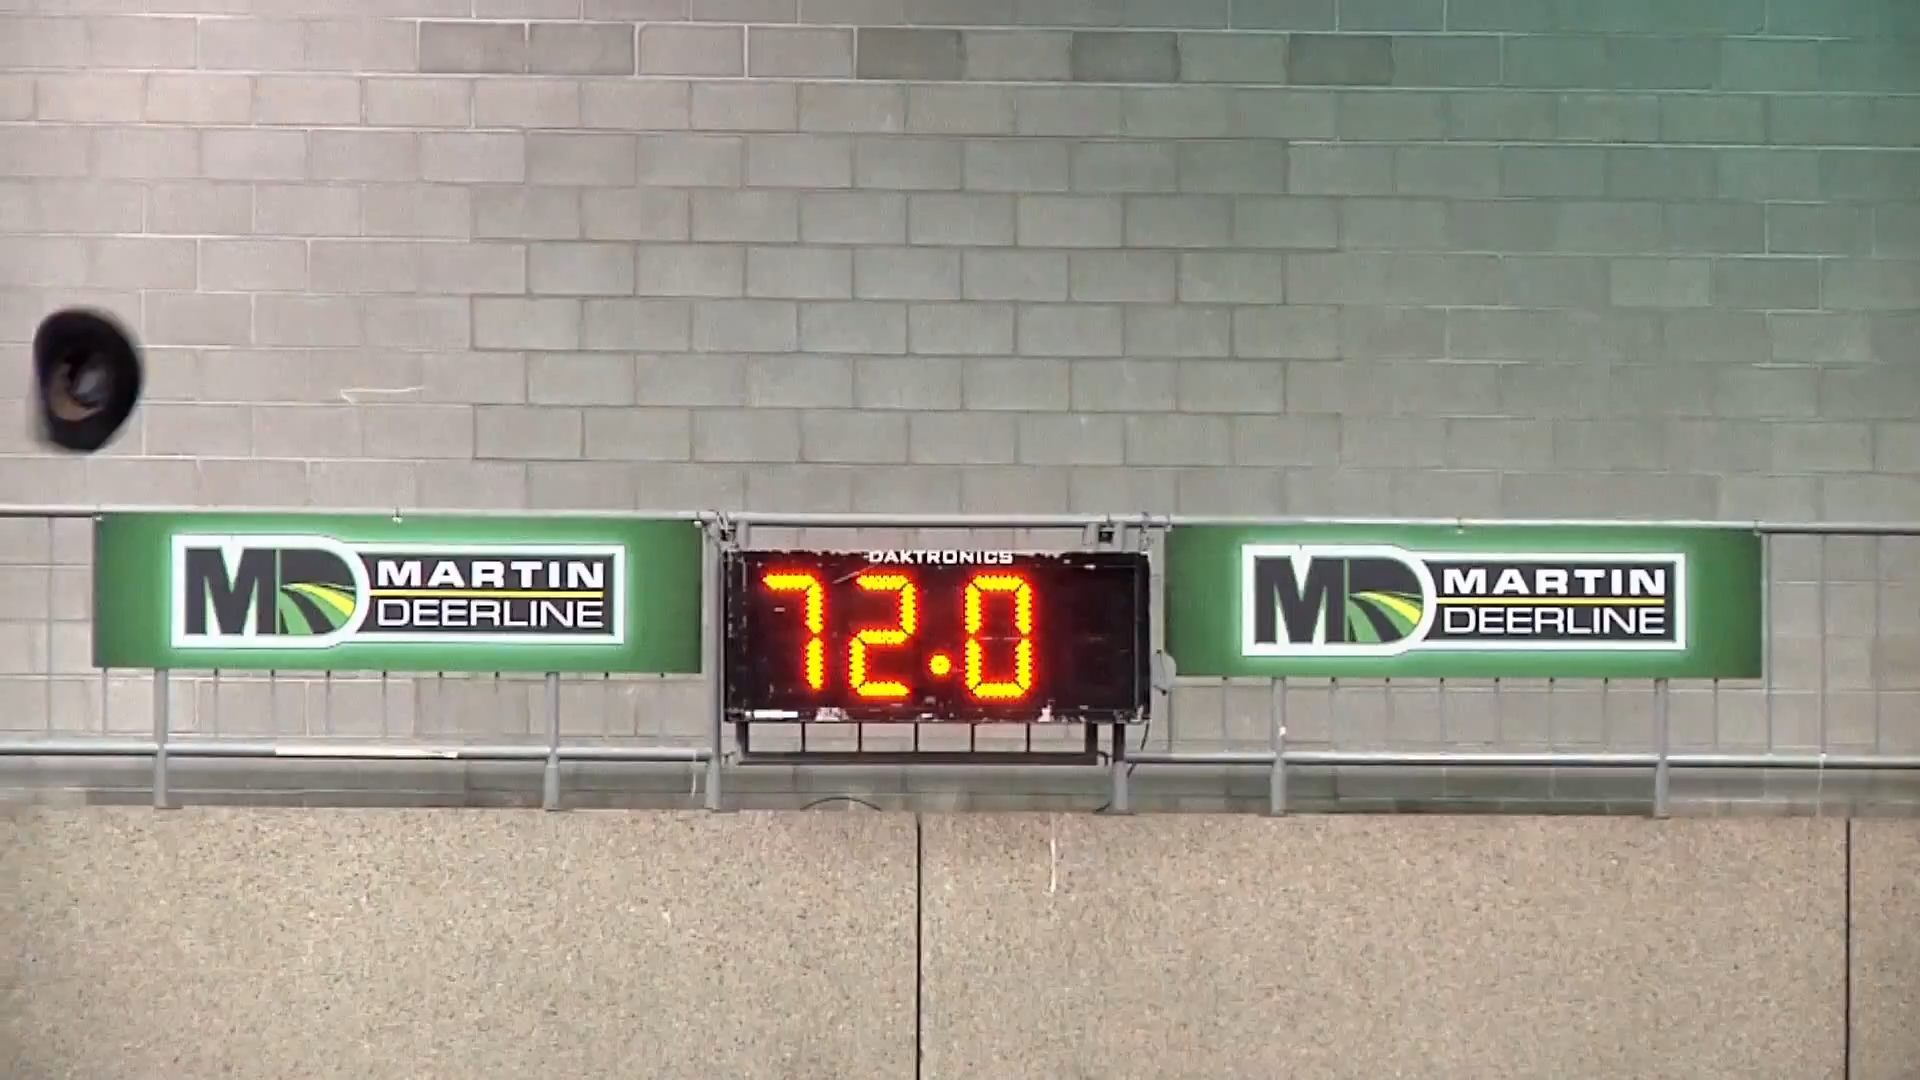 MD MARTIN
DEERLINE
DAKTRONICS
72.0
MD MARTIN
DEERLINE